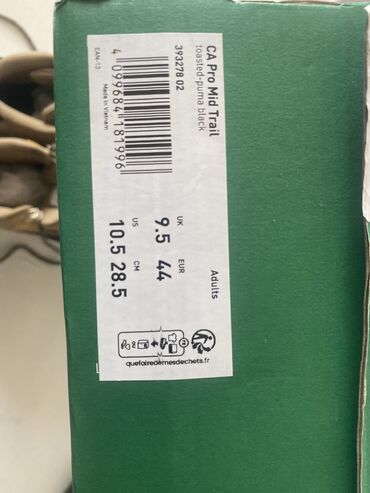 CA Pro Mid Trail
toasted-puma black
393278 02
4 099684 181996
EAN-13
Made in Vietnam
Adults
UK
9.5
EUR
44
US
10.5
CM
28.5
quefairedemesdechets.fr